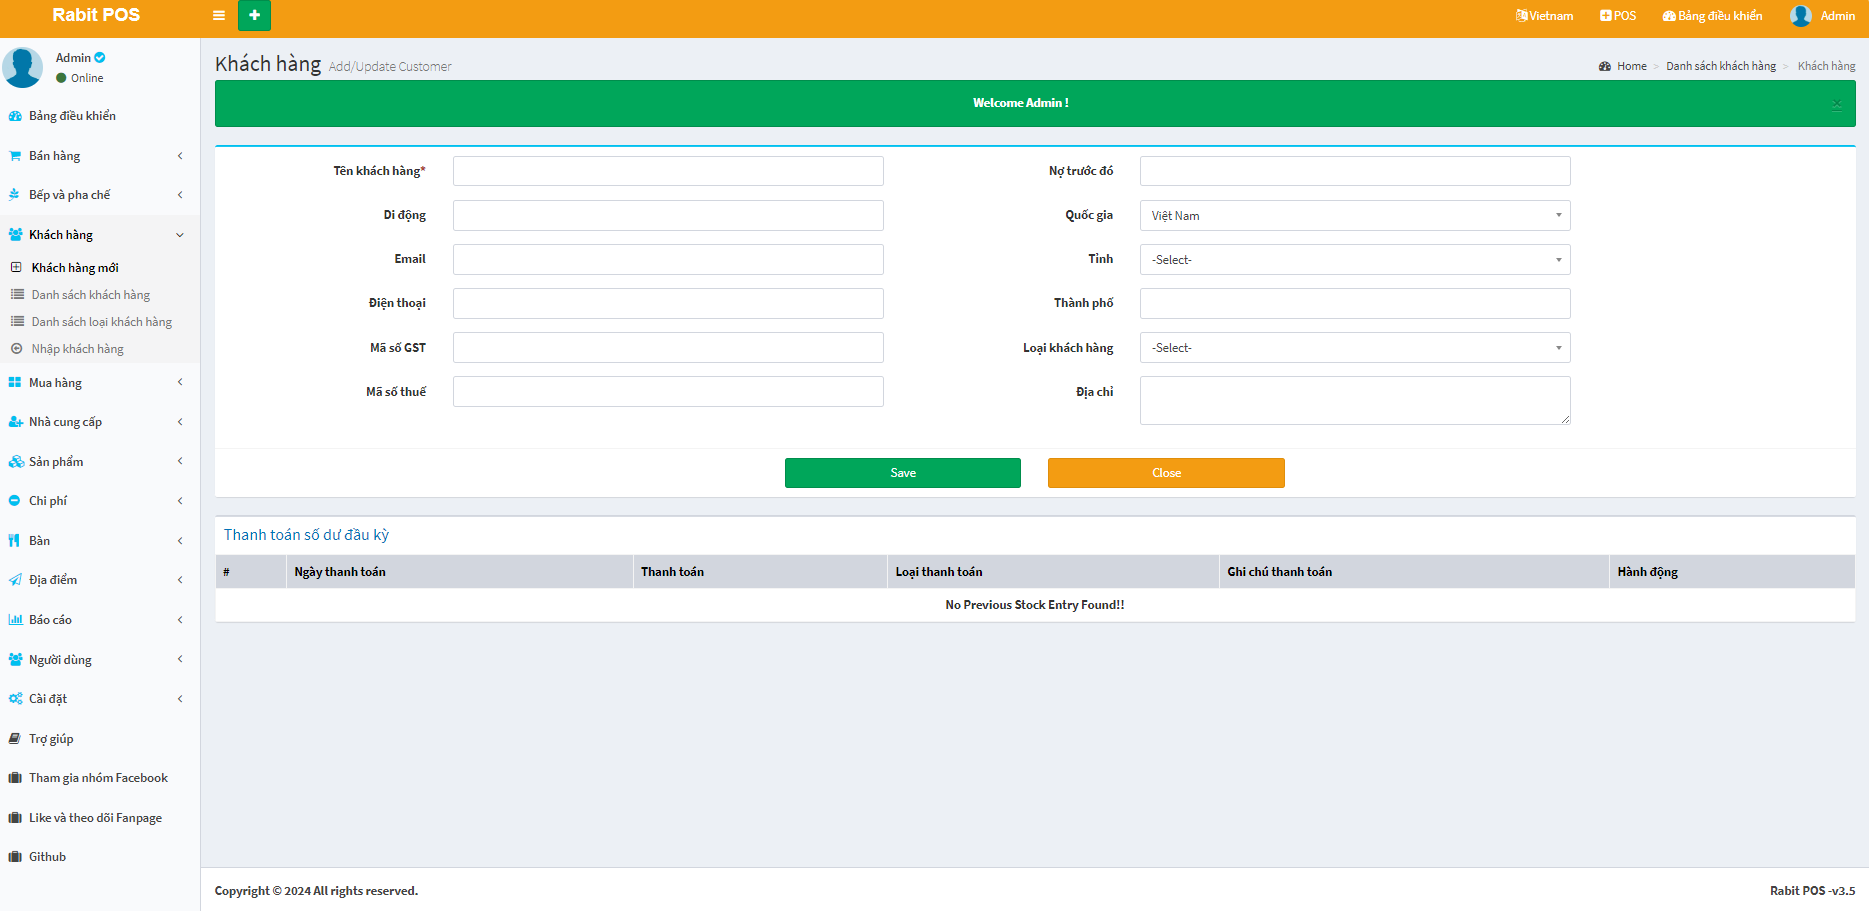 Rabit POS
Vietnam
POS
Bảng điều khiển
Admin
Admin
Online
Bảng điều khiển
Bán hàng
Bếp và pha chế
Khách hàng
Khách hàng mới
Danh sách khách hàng
Danh sách loại khách hàng
Nhập khách hàng
Mua hàng
Nhà cung cấp
Sản phẩm
Chi phí
Bàn
Địa điểm
Báo cáo
Người dùng
Cài đặt
Trợ giúp
Tham gia nhóm Facebook
Like và theo dõi Fanpage
Github
Khách hàng Add/Update Customer
Home > Danh sách khách hàng > Khách hàng
Welcome Admin !
×
Tên khách hàng*
Di động
Email
Điện thoại
Mã số GST
Mã số thuế
Nợ trước đó
Quốc gia
Việt Nam
Tỉnh
-Select-
Thành phố
Loại khách hàng
-Select-
Địa chỉ
Save
Close
Thanh toán số dư đầu kỳ
# Ngày thanh toán Thanh toán Loại thanh toán Ghi chú thanh toán Hành động
No Previous Stock Entry Found!!
Copyright © 2024 All rights reserved.
Rabit POS -v3.5